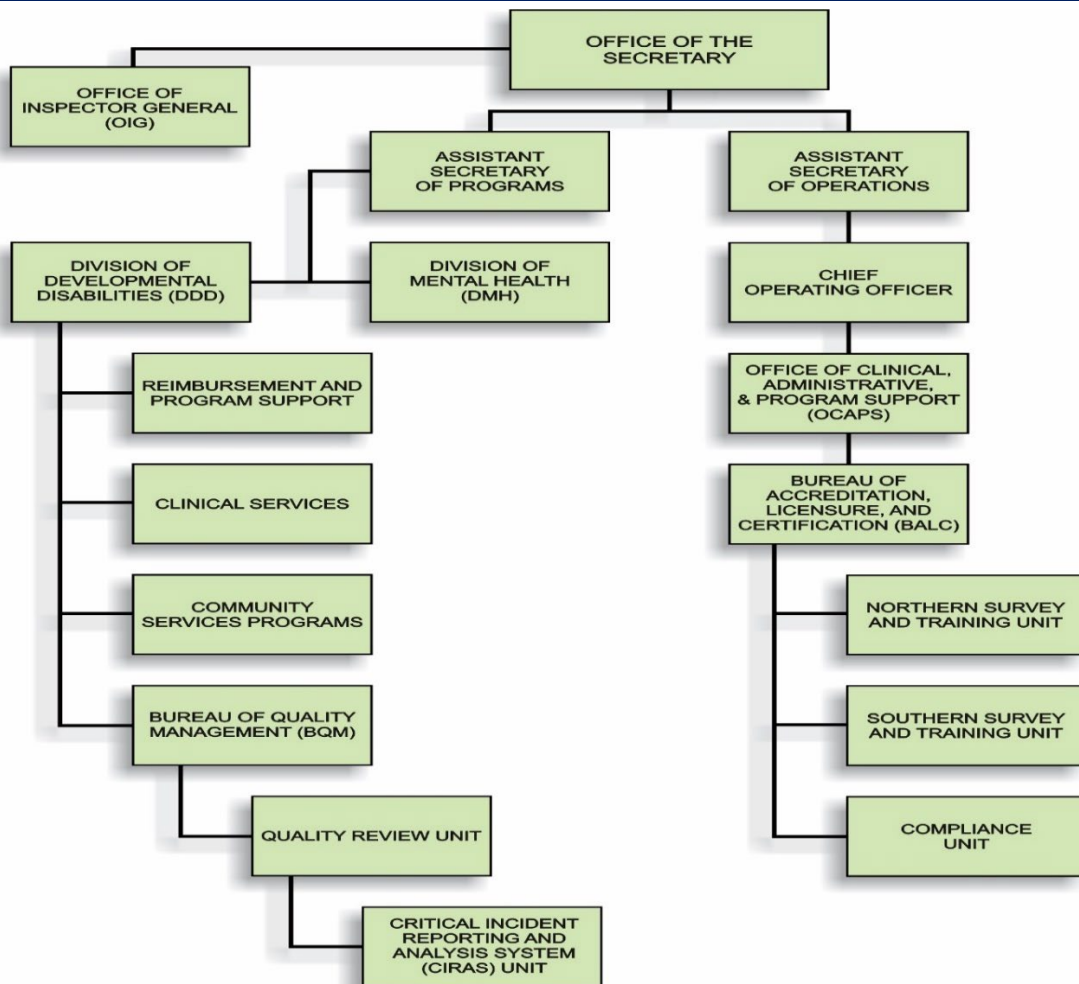 OFFICE OF THE
SECRETARY
OFFICE OF
INSPECTOR GENERAL
(OIG)
ASSISTANT
SECRETARY
OF PROGRAMS
ASSISTANT
SECRETARY
OF OPERATIONS
DIVISION OF
DEVELOPMENTAL
DISABILITIES (DDD)
DIVISION OF
MENTAL HEALTH
(DMH)
CHIEF
OPERATING OFFICER
REIMBURSEMENT AND
PROGRAM SUPPORT
OFFICE OF CLINICAL,
ADMINISTRATIVE,
& PROGRAM SUPPORT
(OCAPS)
CLINICAL SERVICES
BUREAU OF
ACCREDITATION,
LICENSURE, AND
CERTIFICATION (BALC)
COMMUNITY
SERVICES PROGRAMS
NORTHERN SURVEY
AND TRAINING UNIT
BUREAU OF QUALITY
MANAGEMENT (BQM)
SOUTHERN SURVEY
AND TRAINING UNIT
QUALITY REVIEW UNIT
COMPLIANCE
UNIT
CRITICAL INCIDENT
REPORTING AND
ANALYSIS SYSTEM
(CIRAS) UNIT